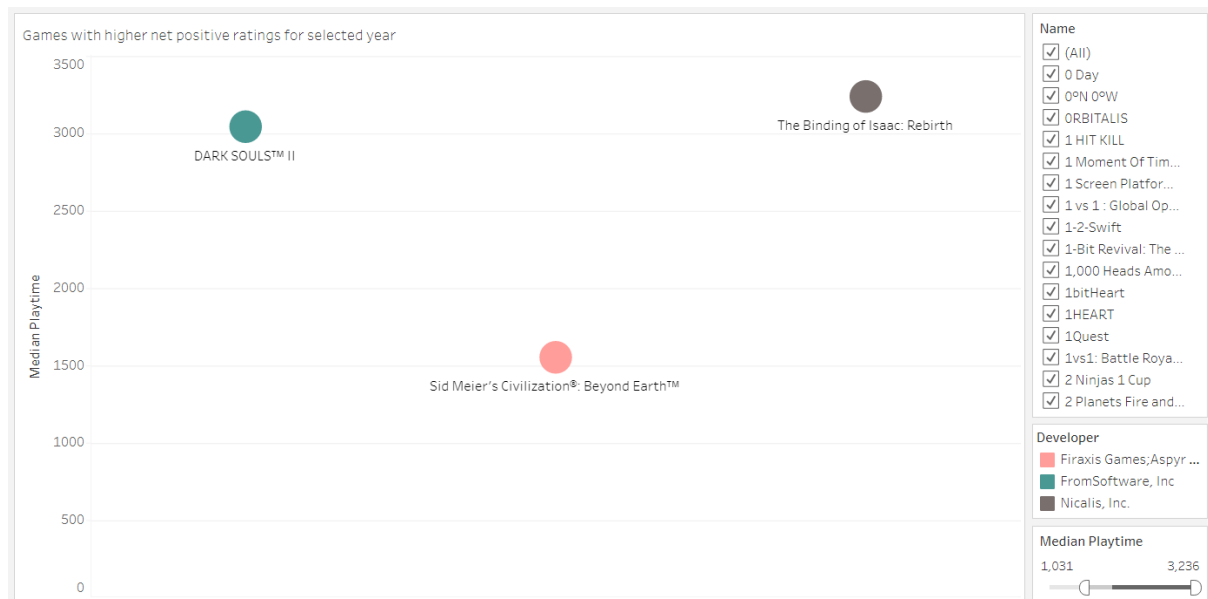 Games with higher net positive ratings for selected year
3500
3000
2500
2000
1500
1000
500
0
Median Playtime
The Binding of Isaac: Rebirth
DARK SOULS™ II
Sid Meier's Civilization®: Beyond Earth™
Name
(All)
0 Day
0°N 0°W
0RBITALIS
1 HIT KILL
1 Moment Of Tim...
1 Screen Platfor...
1 vs 1 : Global Op...
1-2-Swift
1-Bit Revival: The ...
1,000 Heads Amo...
1bitHeart
1HEART
1Quest
1vs1: Battle Roya...
2 Ninjas 1 Cup
2 Planets Fire and...
Developer
Firaxis Games;Aspyr ...
FromSoftware, Inc
Nicalis, Inc.
Median Playtime
1,031 3,236